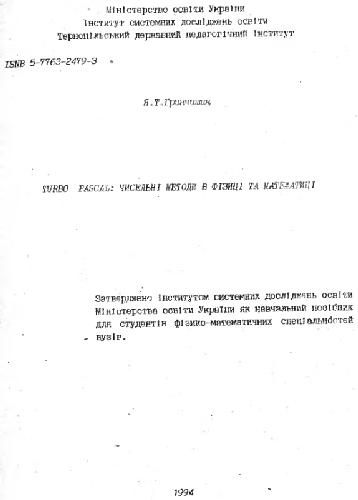 Міністерство освіти України
Інститут системних досліджень освіти
Тернопільський державний педагогічний інститут
ISNB 5-7763-2479-3
Я.Т.Гринчишин
TURBO PASCAL: ЧИСЕЛЬНІ МЕТОДИ В ФІЗИЦІ ТА МАТЕМАТИЦІ
Затверджено інститутом системних досліджень освіти
Міністерства освіти України як навчальний посібник
для студентів фізико-математичних спеціальностей
вузів.
1994